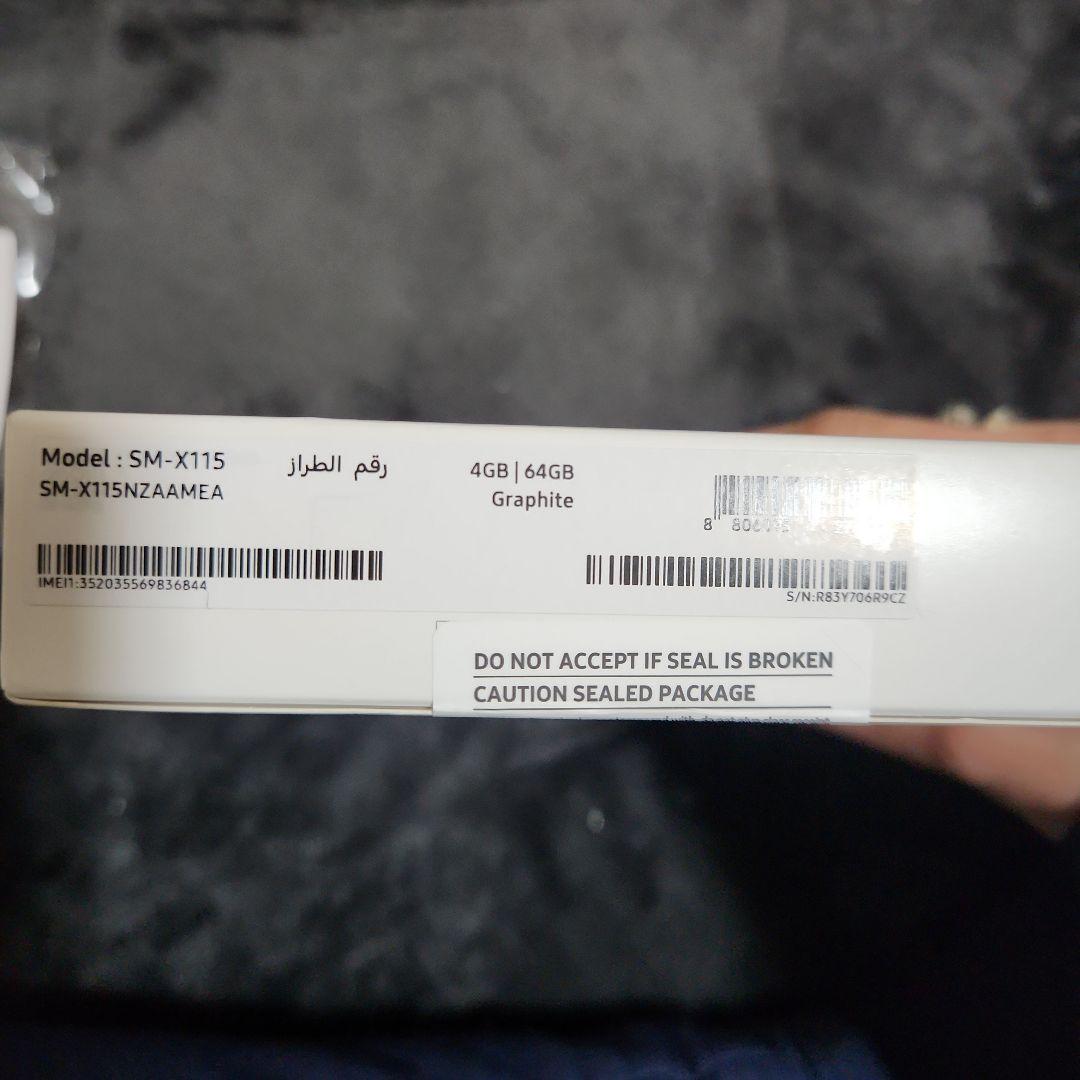 Model : SM-X115
رقم الطراز
SM-X115NZAAMEA
4GB | 64GB
Graphite
8
IMEI1:352035569836844
S/N:R83Y706R9CZ
DO NOT ACCEPT IF SEAL IS BROKEN
CAUTION SEALED PACKAGE